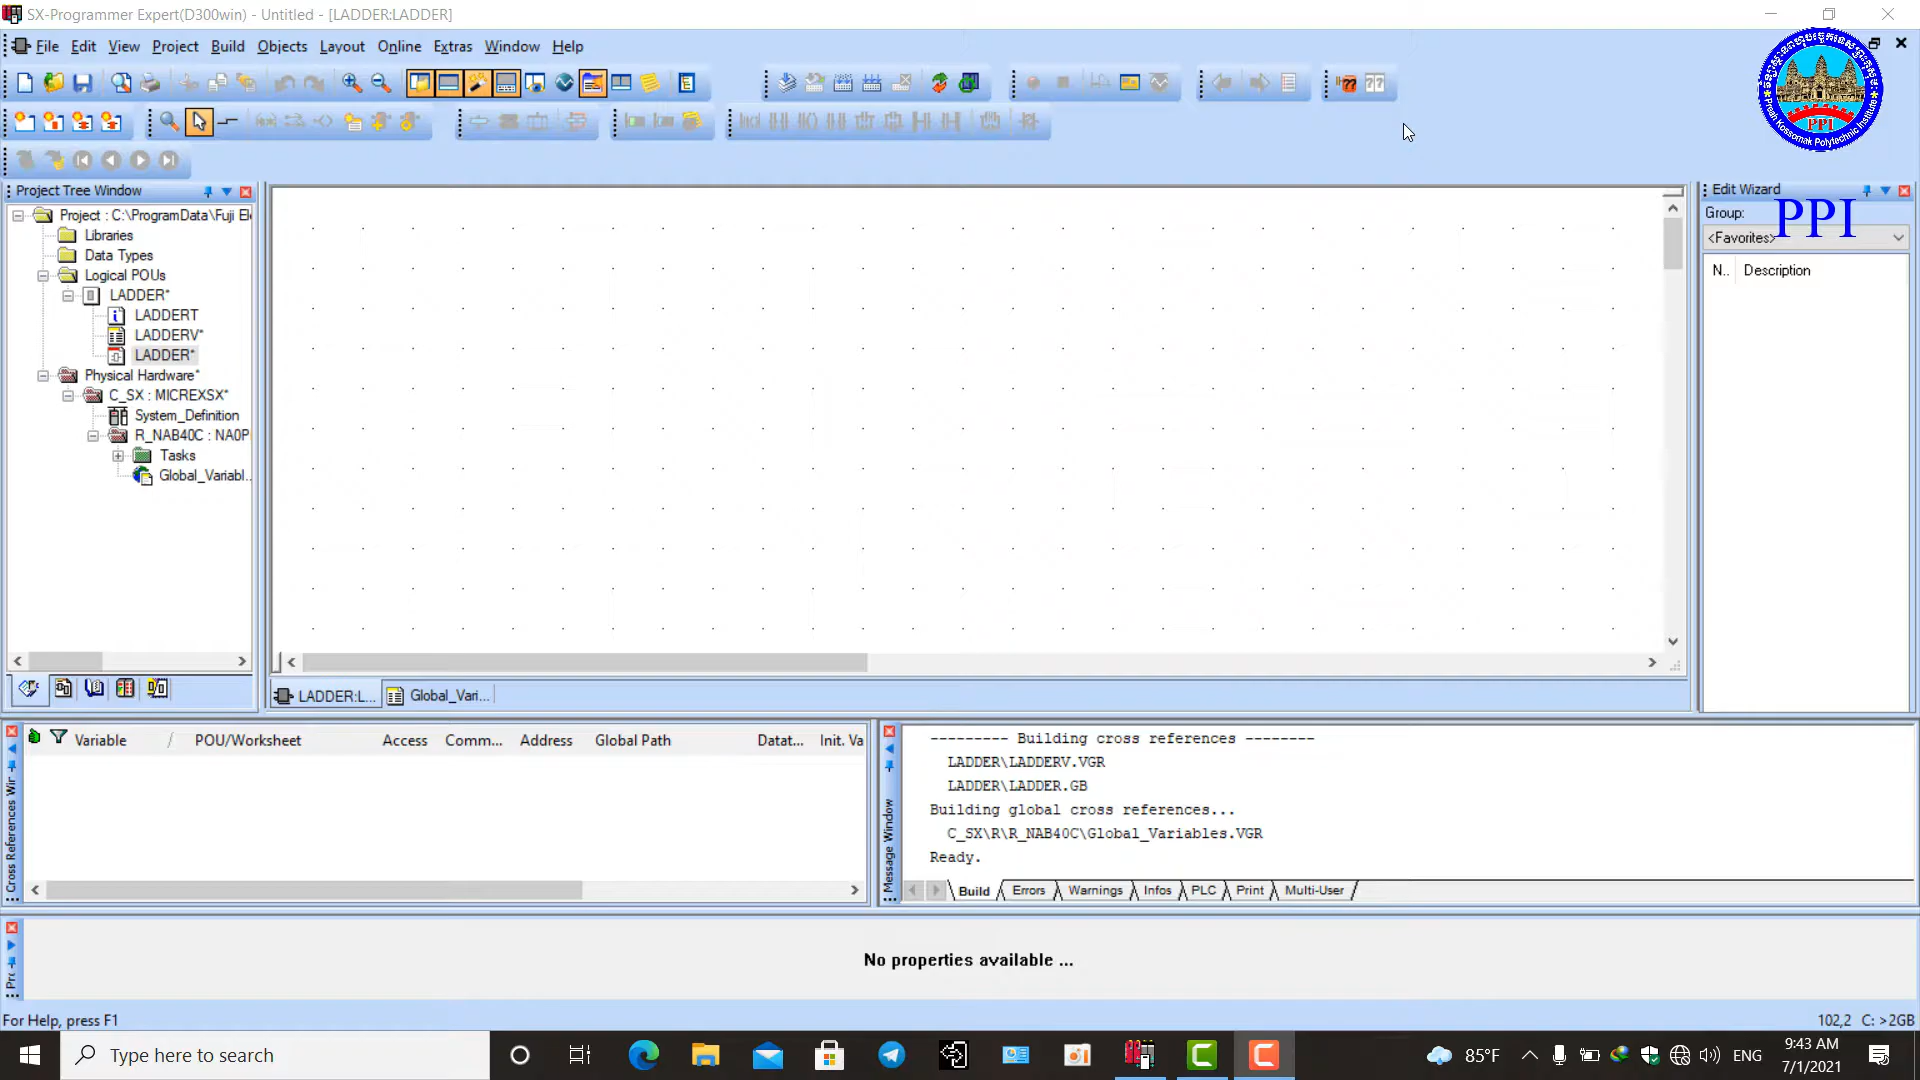 SX-Programmer Expert(D300win) - Untitled - [LADDER:LADDER]
File Edit View Project Build Objects Layout Online Extras Window Help
Preah Kossomak Polytechnic Institute
PPI
PPI
Project Tree Window
Project : C:\ProgramData\Fuji El
Libraries
Data Types
Logical POUs
LADDER*
LADDERT
LADDERV*
LADDER*
Physical Hardware*
C_SX : MICREXSX*
System_Definition
R_NAB40C : NA0P
Tasks
Global_Variabl...
Edit Wizard
Group:
<Favorites>
N.. Description
LADDER:L... Global_Vari...
Variable / POU/Worksheet Access Comm... Address Global Path Datat... Init. Va
Cross References Win
Message Window
--------- Building cross references --------
LADDER\LADDERV.VGR
LADDER\LADDER.GB
Building global cross references...
C_SX\R\R_NAB40C\Global_Variables.VGR
Ready.
Build Errors Warnings Infos PLC Print Multi-User
No properties available ...
For Help, press F1
102,2 C: >2GB
Type here to search
85°F
ENG
9:43 AM
7/1/2021